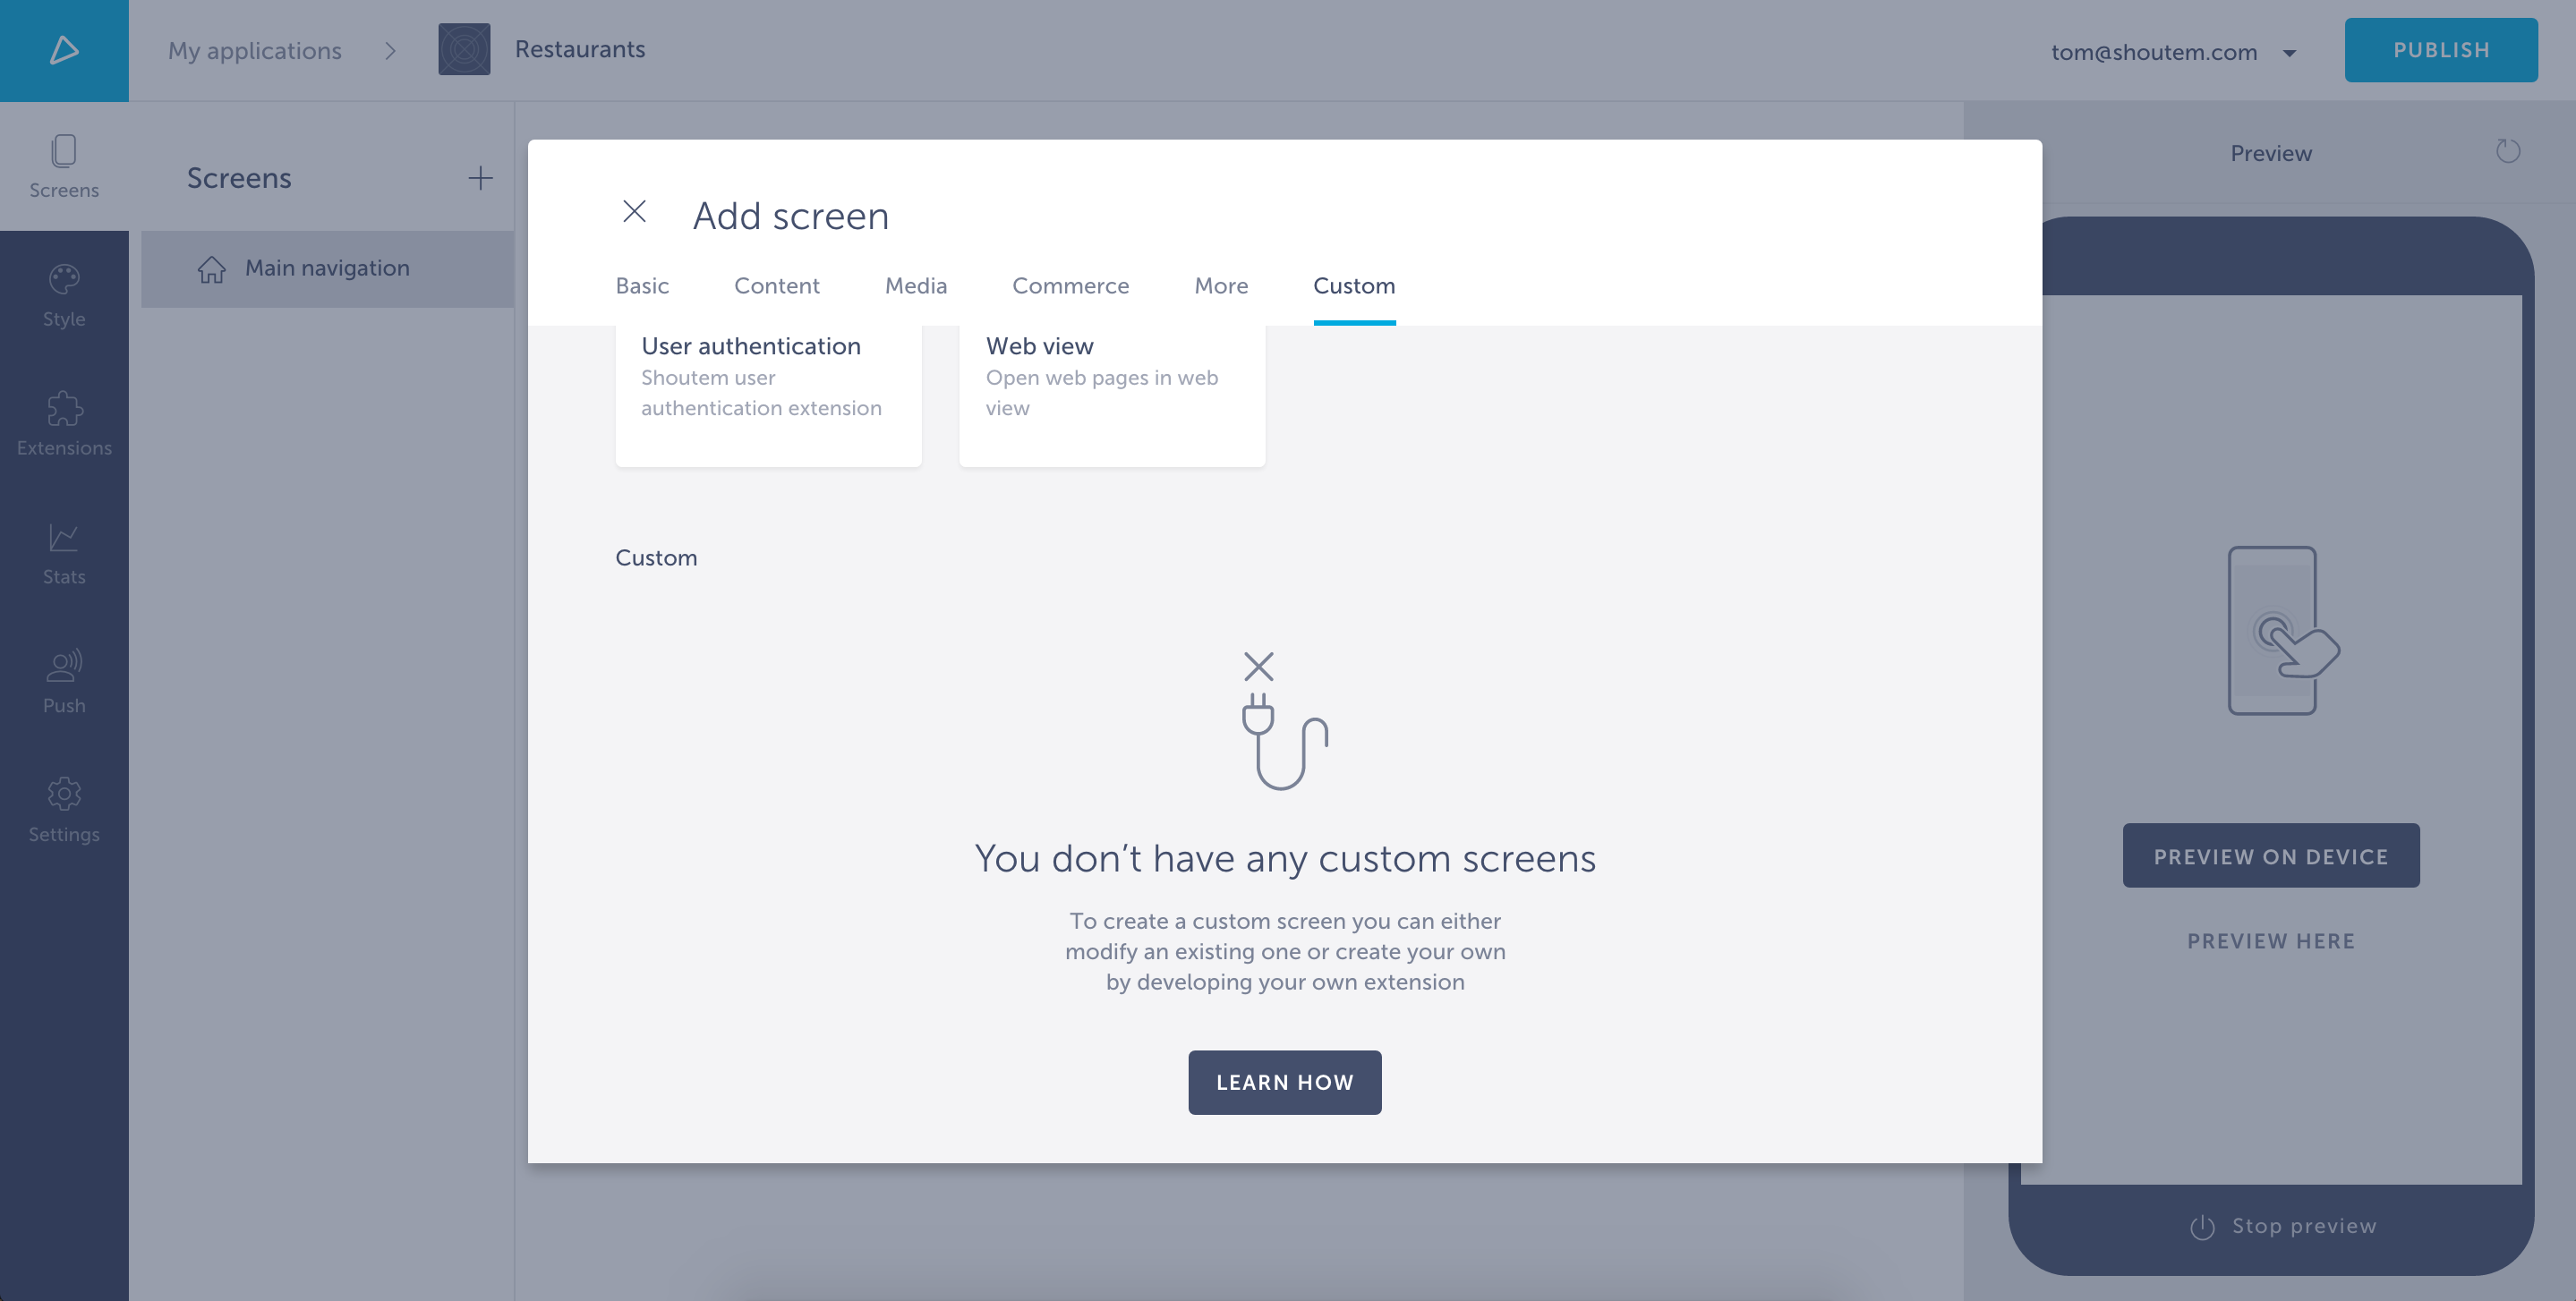 My applications
Restaurants
tom@shoutem.com
PUBLISH
Screens
Style
Extensions
Stats
Push
Settings
Screens
Main navigation
Add screen
Basic
Content
Media
Commerce
More
Custom
User authentication
Shoutem user
authentication extension
Web view
Open web pages in web
view
Custom
You don’t have any custom screens
To create a custom screen you can either
modify an existing one or create your own
by developing your own extension
LEARN HOW
Preview
PREVIEW ON DEVICE
PREVIEW HERE
Stop preview